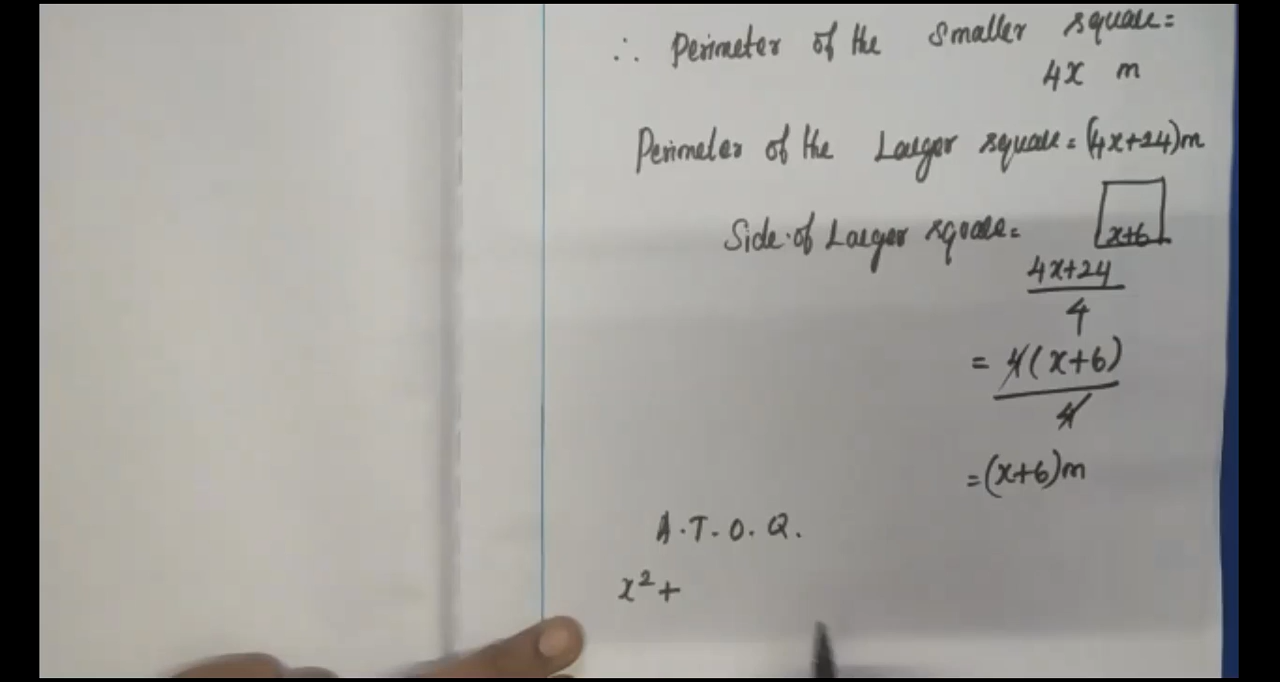 ∴ Perimeter of the Smaller square=
4x m
Perimeter of the Larger square=(4x+24)m
Side of Larger square=
x+6
4x+24
4
= 4(x+6)
4
=(x+6)m
A.T.O.Q.
x²+